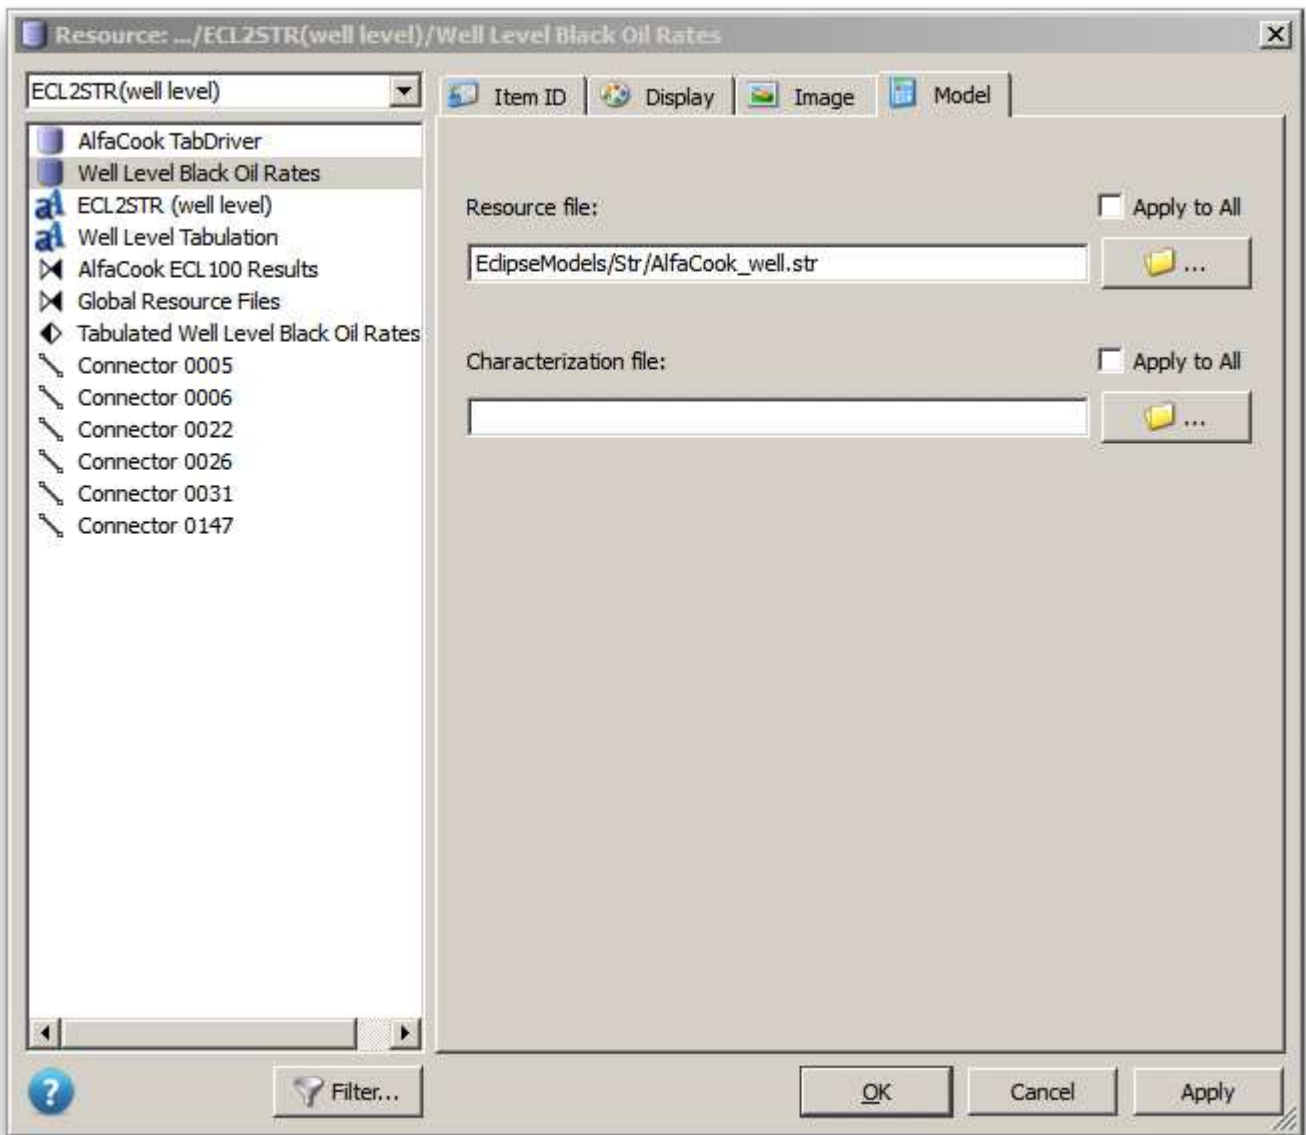 Resource: .../ECL2STR(well level)/Well Level Black Oil Rates
ECL2STR(well level)
AlfaCook TabDriver
Well Level Black Oil Rates
ECL2STR (well level)
Well Level Tabulation
AlfaCook ECL100 Results
Global Resource Files
Tabulated Well Level Black Oil Rates
Connector 0005
Connector 0006
Connector 0022
Connector 0026
Connector 0031
Connector 0147
Filter...
Item ID Display Image Model
Resource file: Apply to All
EclipseModels/Str/AlfaCook_well.str ...
Characterization file: Apply to All
...
OK Cancel Apply